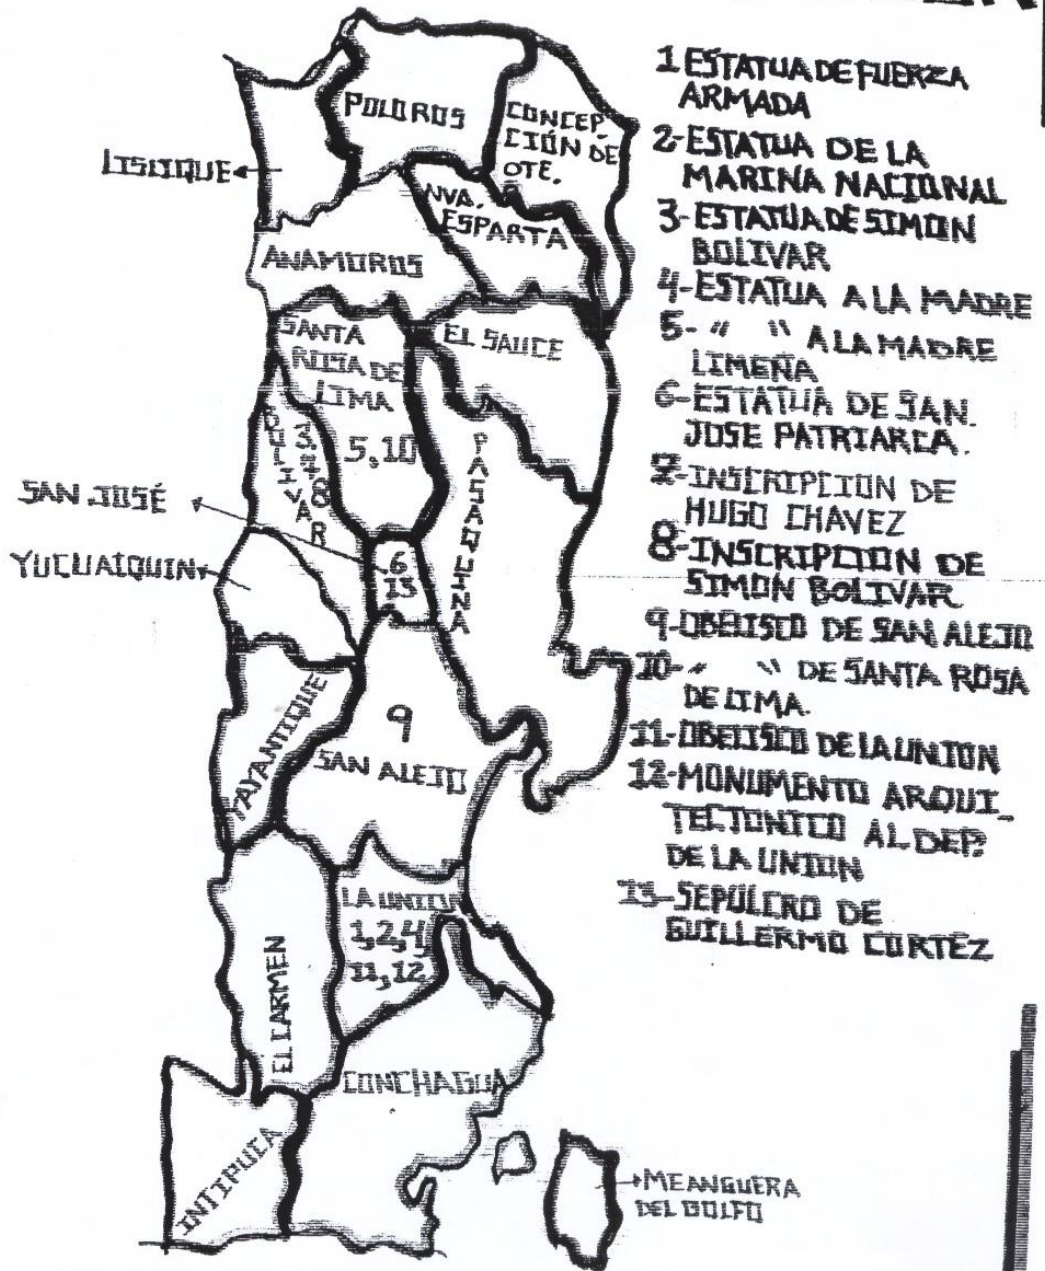 POLOROS
CONCEP-
CIÓN DE
OTE.
LISLIQUE
NVA.
ESPARTA
ANAMOROS
SANTA
ROSA DE
LIMA
5,10
EL SAUCE
BOLIVAR
3,7,8
PASAQUINA
SAN JOSÉ
6
13
YUCUAIQUIN
YAYANTIQUE
9
SAN ALEJO
LA UNION
1,2,4,
11,12
EL CARMEN
CONCHAGUA
INTIPUCA
MEANGUERA
DEL GOLFO
1 ESTATUA DE FUERZA
ARMADA
2-ESTATUA DE LA
MARINA NACIONAL
3-ESTATUA DE SIMON
BOLIVAR
4-ESTATUA A LA MADRE
5- " " A LA MADRE
LIMEÑA
6-ESTATUA DE SAN.
JOSE PATRIARCA.
7-INSCRIPCION DE
HUGO CHAVEZ
8-INSCRIPCION DE
SIMON BOLIVAR
9-OBELISCO DE SAN ALEJO
10- " " DE SANTA ROSA
DE LIMA.
11-OBELISCO DE LA UNION
12-MONUMENTO ARQUI_
TECTONICO AL DEP.
DE LA UNION
13-SEPULCRO DE
GUILLERMO CORTEZ